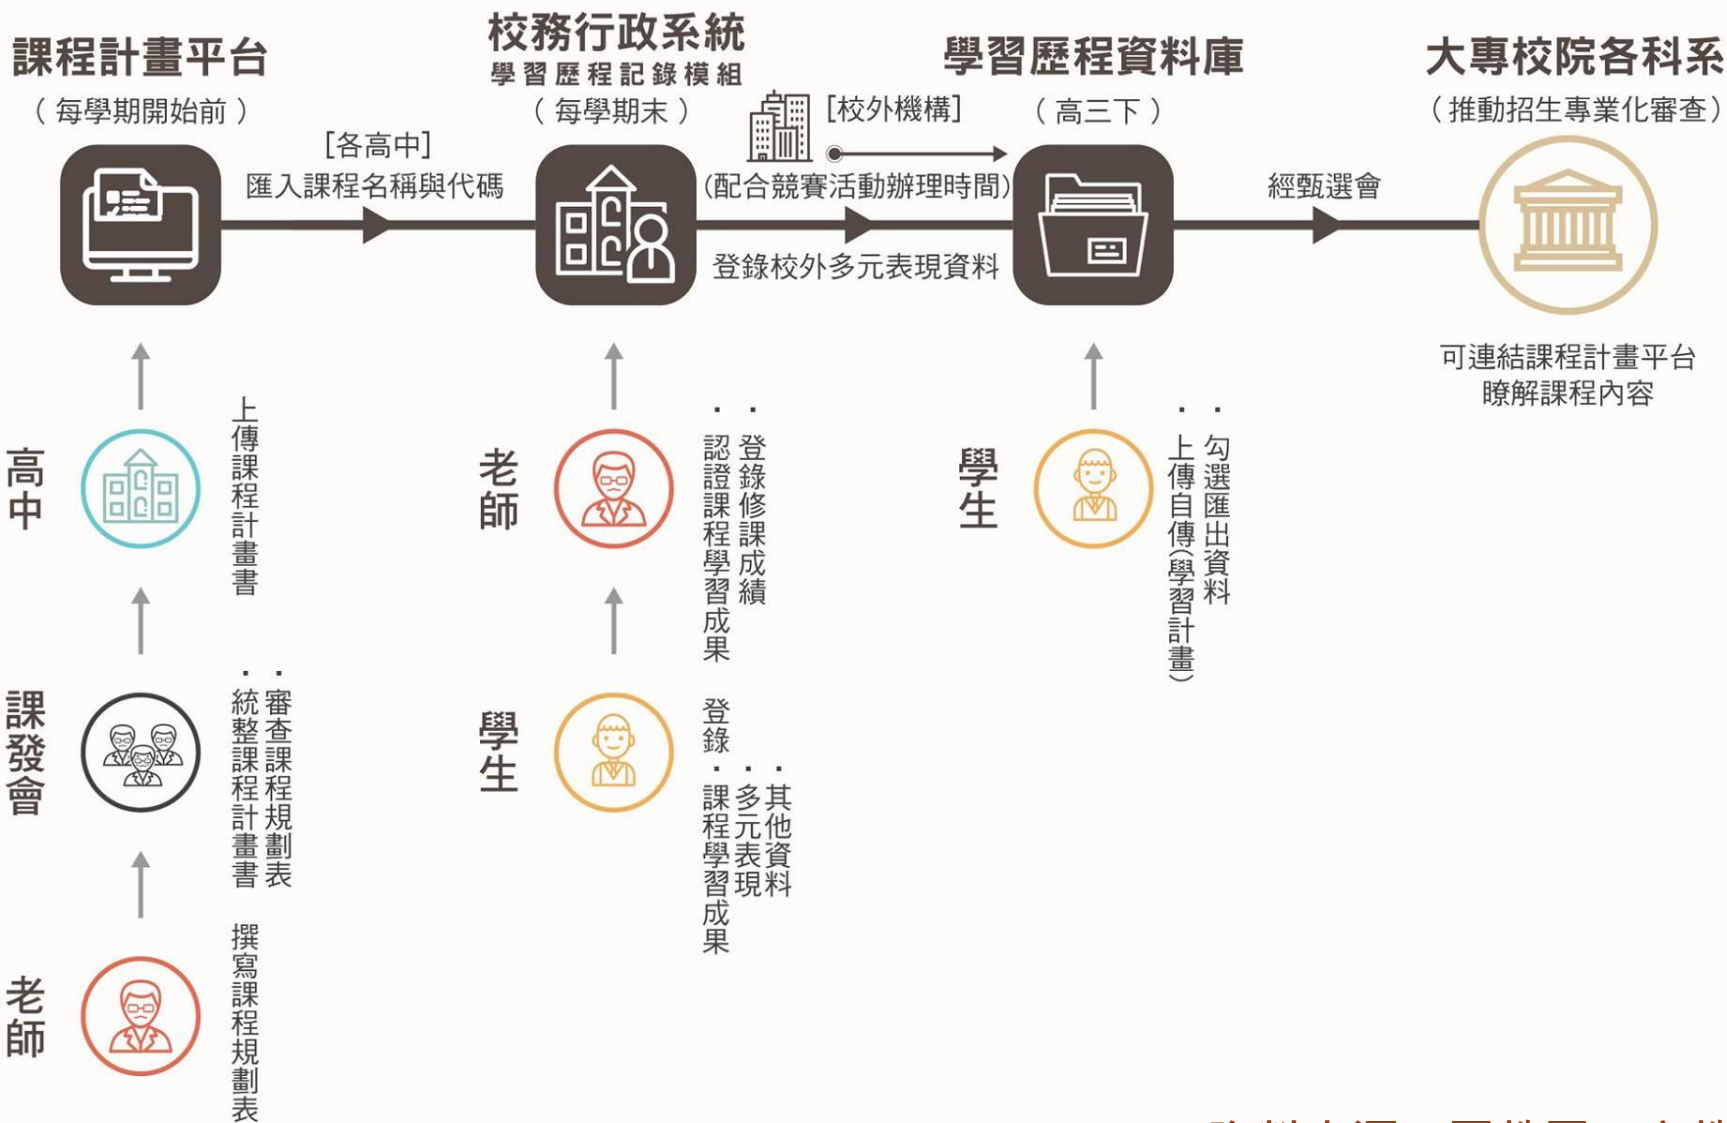 課程計畫平台
(每學期開始前)
[各高中]
匯入課程名稱與代碼
校務行政系統
學習歷程記錄模組
(每學期末)
[校外機構]
(配合競賽活動辦理時間)
登錄校外多元表現資料
學習歷程資料庫
(高三下)
經甄選會
大專校院各科系
(推動招生專業化審查)
可連結課程計畫平台
瞭解課程內容
高中
上傳課程計畫書
課發會
·審查課程規劃表
·統整課程計畫書
老師
撰寫課程規劃表
老師
·登錄修課成績
·認證課程學習成果
學生
登錄
·其他資料
·多元表現
·課程學習成果
學生
·勾選匯出資料
·上傳自傳(學習計畫)